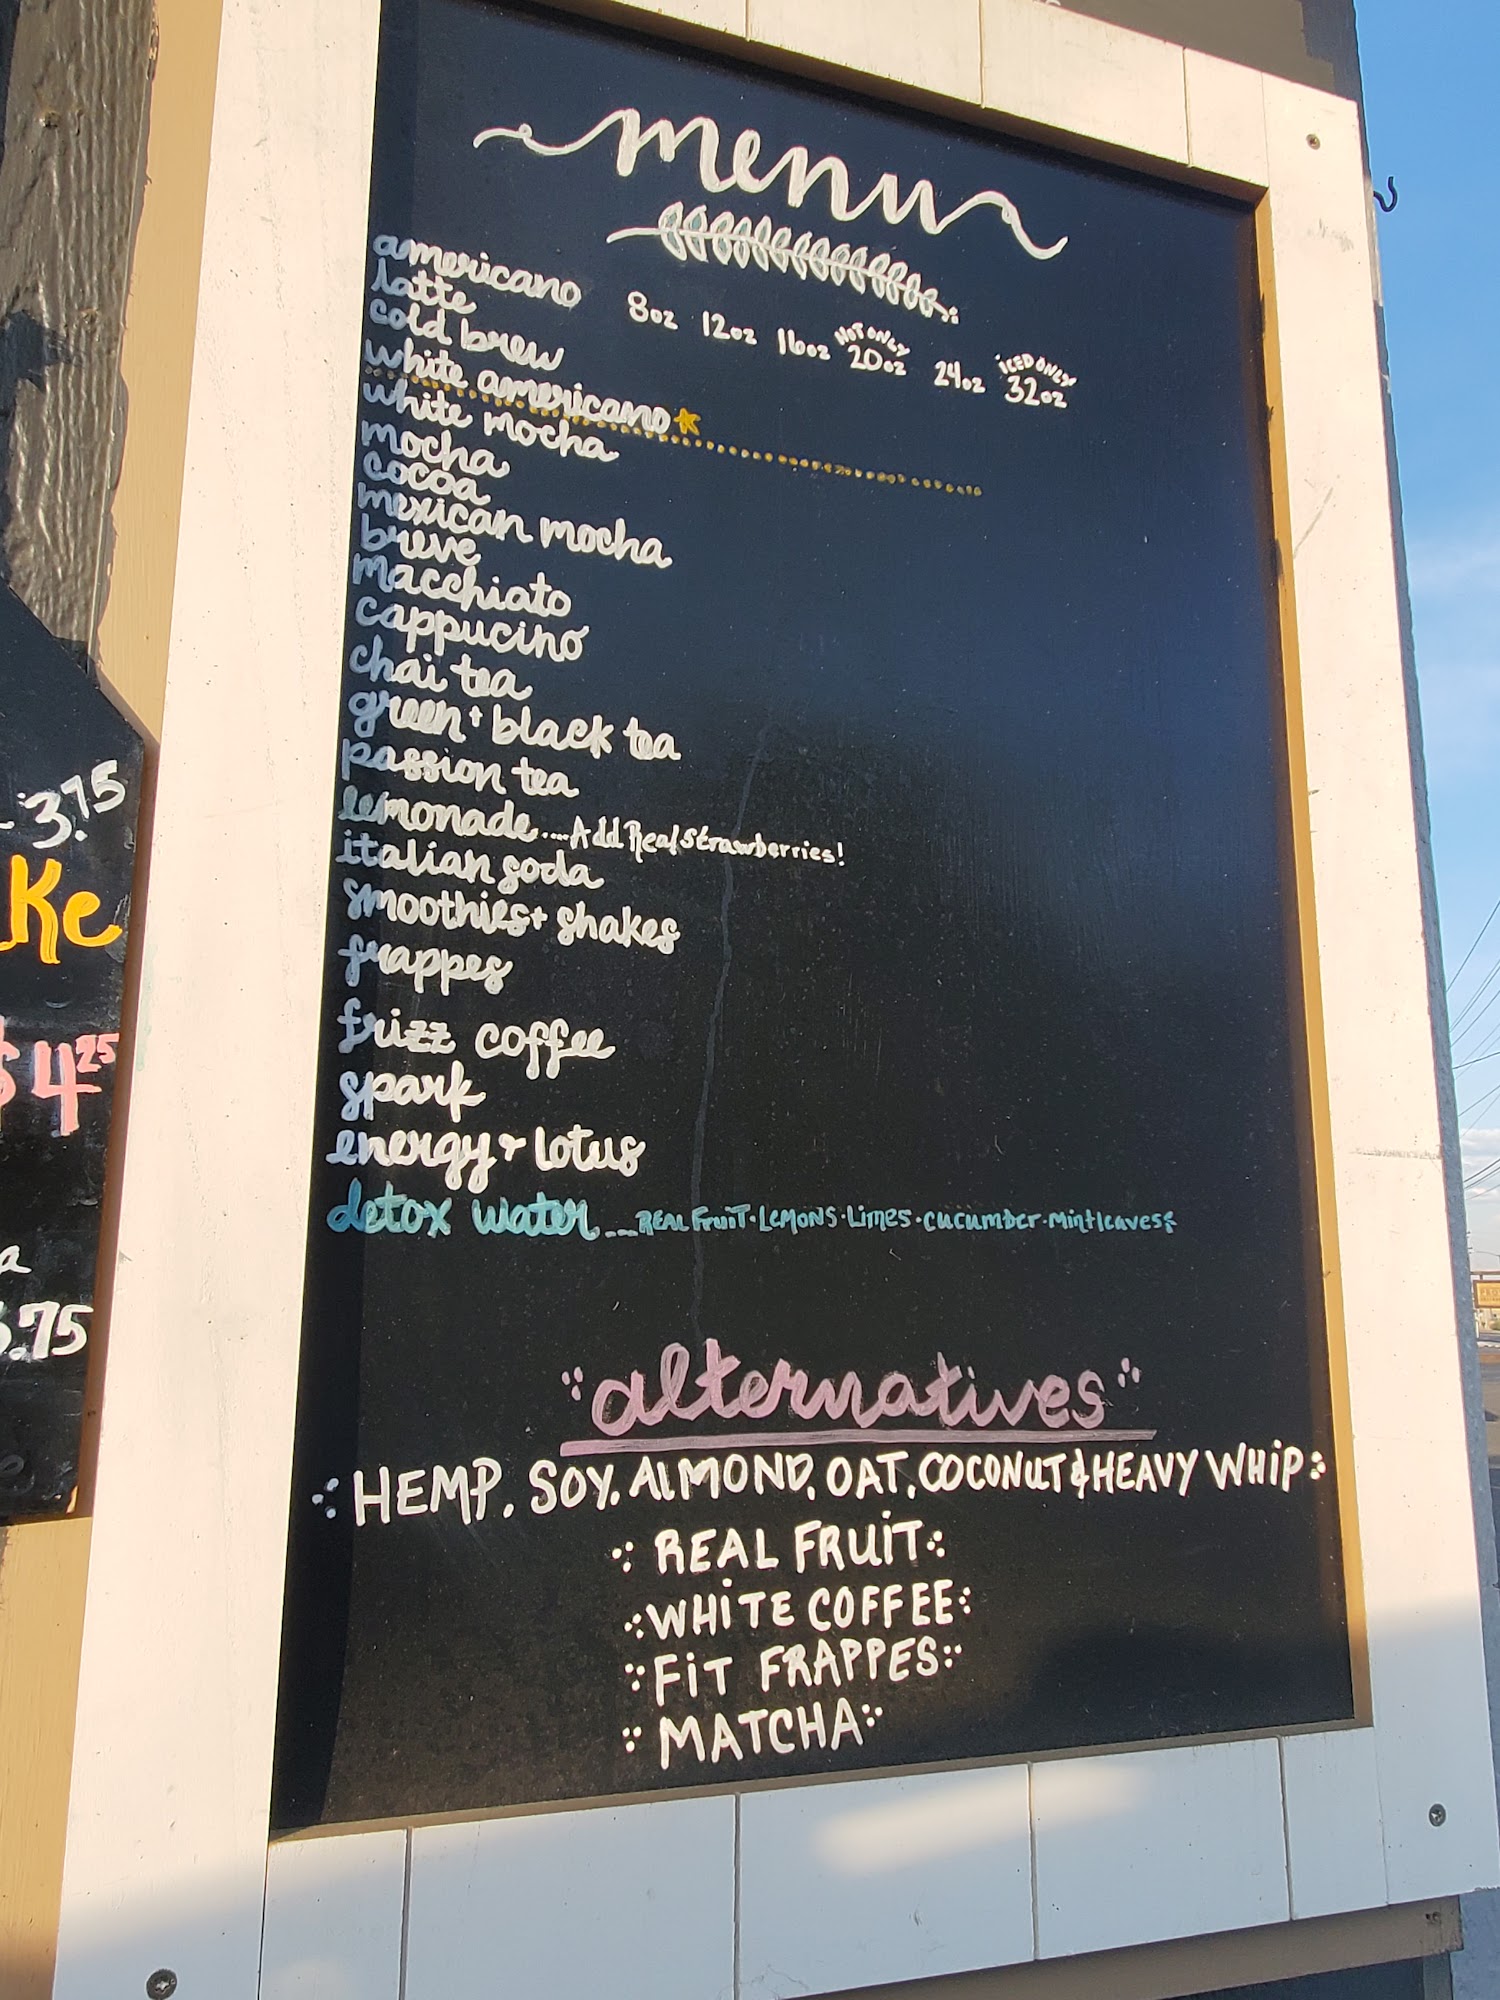 menu
americano
8oz 12oz 16oz HOT ONLY 20oz 24oz ICED ONLY 32oz
latte
cold brew
white americano
white mocha
mocha
cocoa
mexican mocha
breve
macchiato
cappucino
chai tea
green + black tea
passion tea
lemonade....Add Real Strawberries!
italian soda
smoothies + shakes
frappes
frizz coffee
spark
energy + lotus
detox water ...REAL FRUIT·LEMONS·LIMES·CUCUMBER·Mint leaves
"alternatives"
HEMP, SOY, ALMOND, OAT, COCONUT & HEAVY WHIP
REAL FRUIT
WHITE COFFEE
FIT FRAPPES
MATCHA
3.75
Ke
$4.25
a
.75